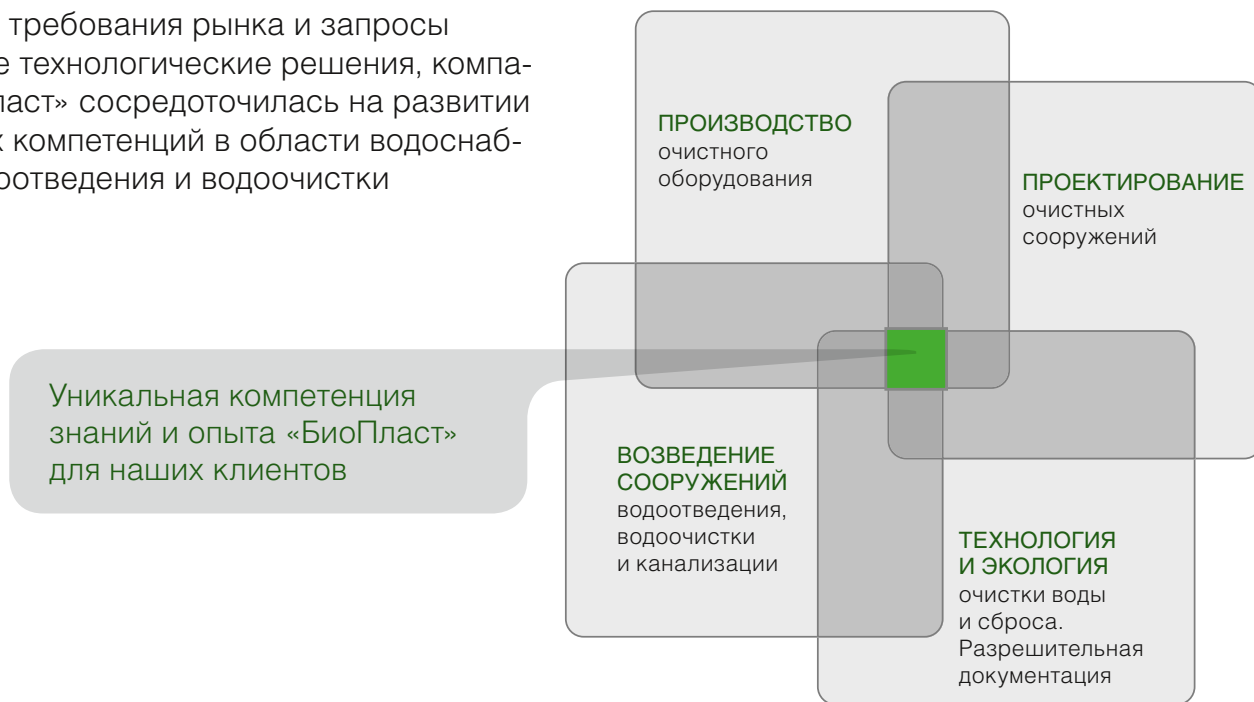 требования рынка и запросы
е технологические решения, компа-
ласт» сосредоточилась на развитии
х компетенций в области водоснаб-
оотведения и водоочистки
ПРОИЗВОДСТВО
очистного
оборудования
ПРОЕКТИРОВАНИЕ
очистных
сооружений
Уникальная компетенция
знаний и опыта «БиоПласт»
для наших клиентов
ВОЗВЕДЕНИЕ
СООРУЖЕНИЙ
водоотведения,
водоочистки
и канализации
ТЕХНОЛОГИЯ
И ЭКОЛОГИЯ
очистки воды
и сброса.
Разрешительная
документация